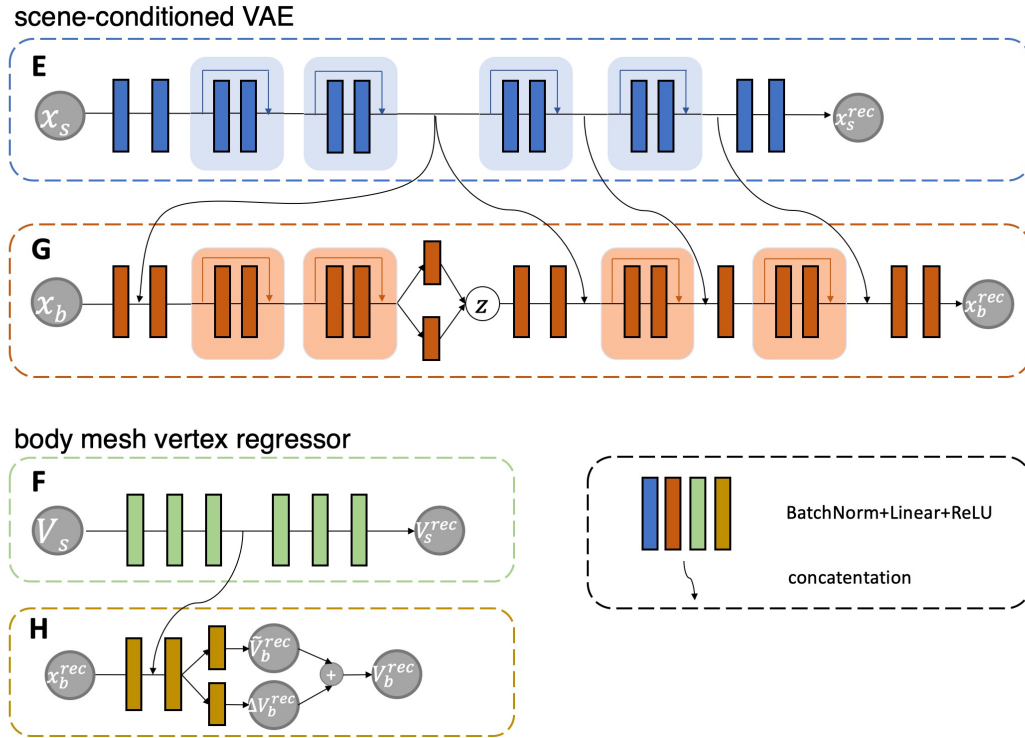 scene-conditioned VAE
E
x_s
x_s^{rec}
G
x_b
z
x_b^{rec}
body mesh vertex regressor
F
V_s
V_s^{rec}
BatchNorm+Linear+ReLU
concatentation
H
x_b^{rec}
Ṽ_b^{rec}
ΔV_b^{rec}
+
V_b^{rec}